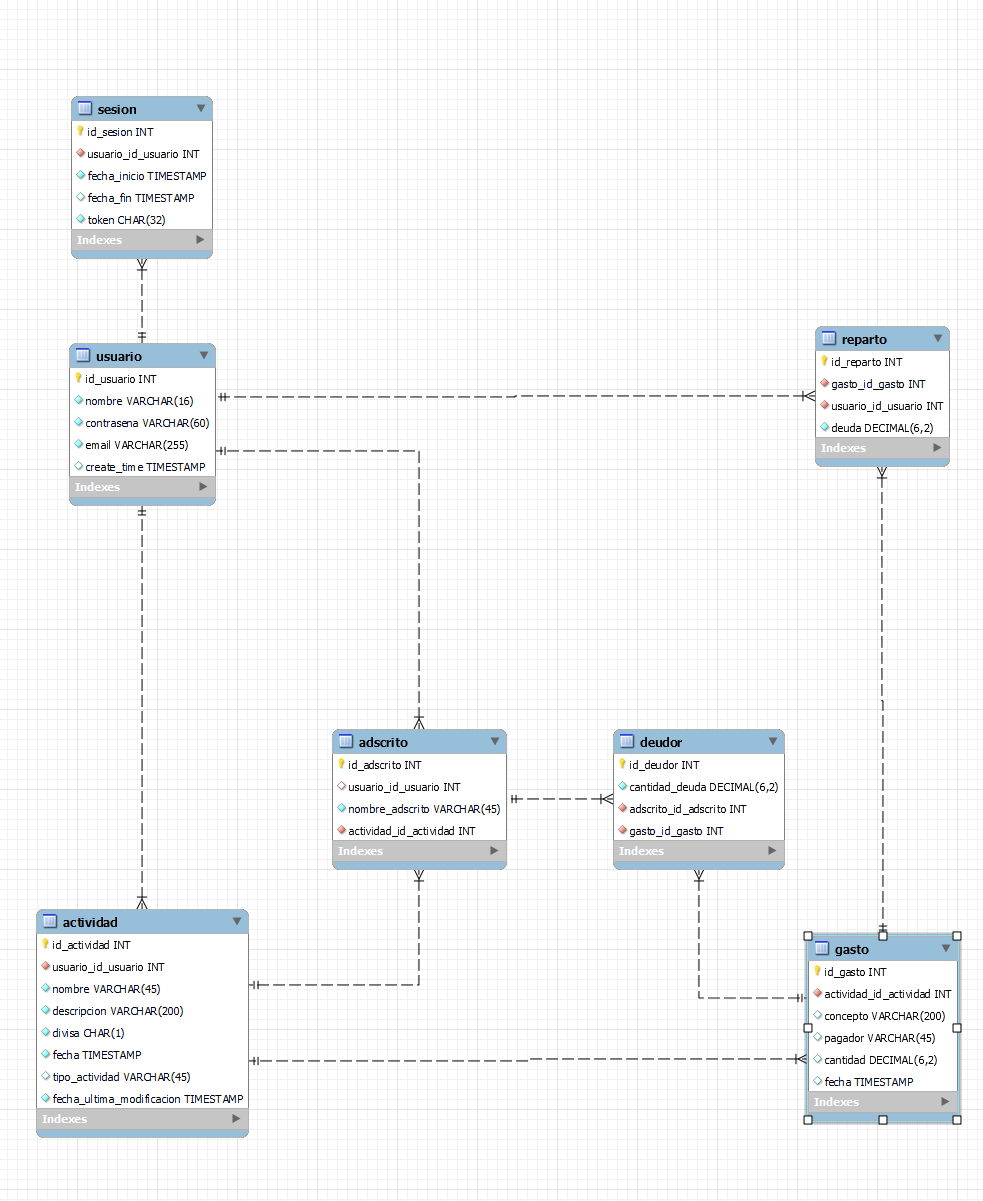 sesion
id_sesion INT
usuario_id_usuario INT
fecha_inicio TIMESTAMP
fecha_fin TIMESTAMP
token CHAR(32)
Indexes
usuario
id_usuario INT
nombre VARCHAR(16)
contrasena VARCHAR(60)
email VARCHAR(255)
create_time TIMESTAMP
Indexes
reparto
id_reparto INT
gasto_id_gasto INT
usuario_id_usuario INT
deuda DECIMAL(6,2)
Indexes
adscrito
id_adscrito INT
usuario_id_usuario INT
nombre_adscrito VARCHAR(45)
actividad_id_actividad INT
Indexes
deudor
id_deudor INT
cantidad_deuda DECIMAL(6,2)
adscrito_id_adscrito INT
gasto_id_gasto INT
Indexes
actividad
id_actividad INT
usuario_id_usuario INT
nombre VARCHAR(45)
descripcion VARCHAR(200)
divisa CHAR(1)
fecha TIMESTAMP
tipo_actividad VARCHAR(45)
fecha_ultima_modificacion TIMESTAMP
Indexes
gasto
id_gasto INT
actividad_id_actividad INT
concepto VARCHAR(200)
pagador VARCHAR(45)
cantidad DECIMAL(6,2)
fecha TIMESTAMP
Indexes